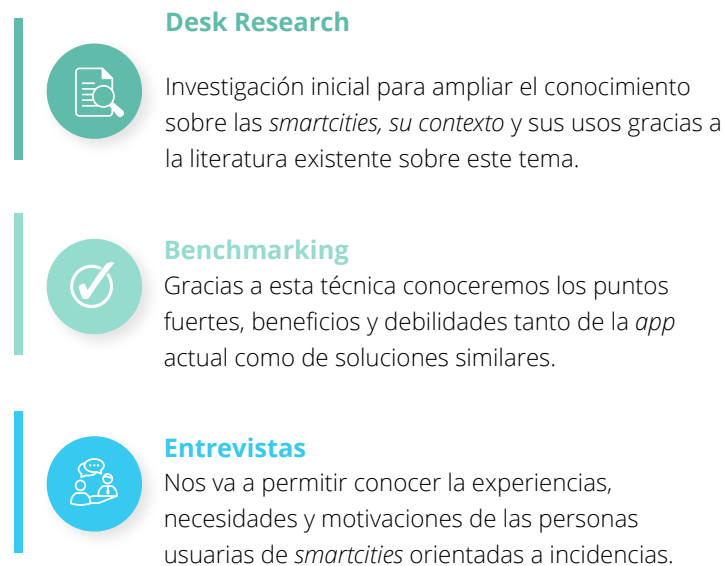 Desk Research
Investigación inicial para ampliar el conocimiento
sobre las smartcities, su contexto y sus usos gracias a
la literatura existente sobre este tema.
Benchmarking
Gracias a esta técnica conoceremos los puntos
fuertes, beneficios y debilidades tanto de la app
actual como de soluciones similares.
Entrevistas
Nos va a permitir conocer la experiencias,
necesidades y motivaciones de las personas
usuarias de smartcities orientadas a incidencias.